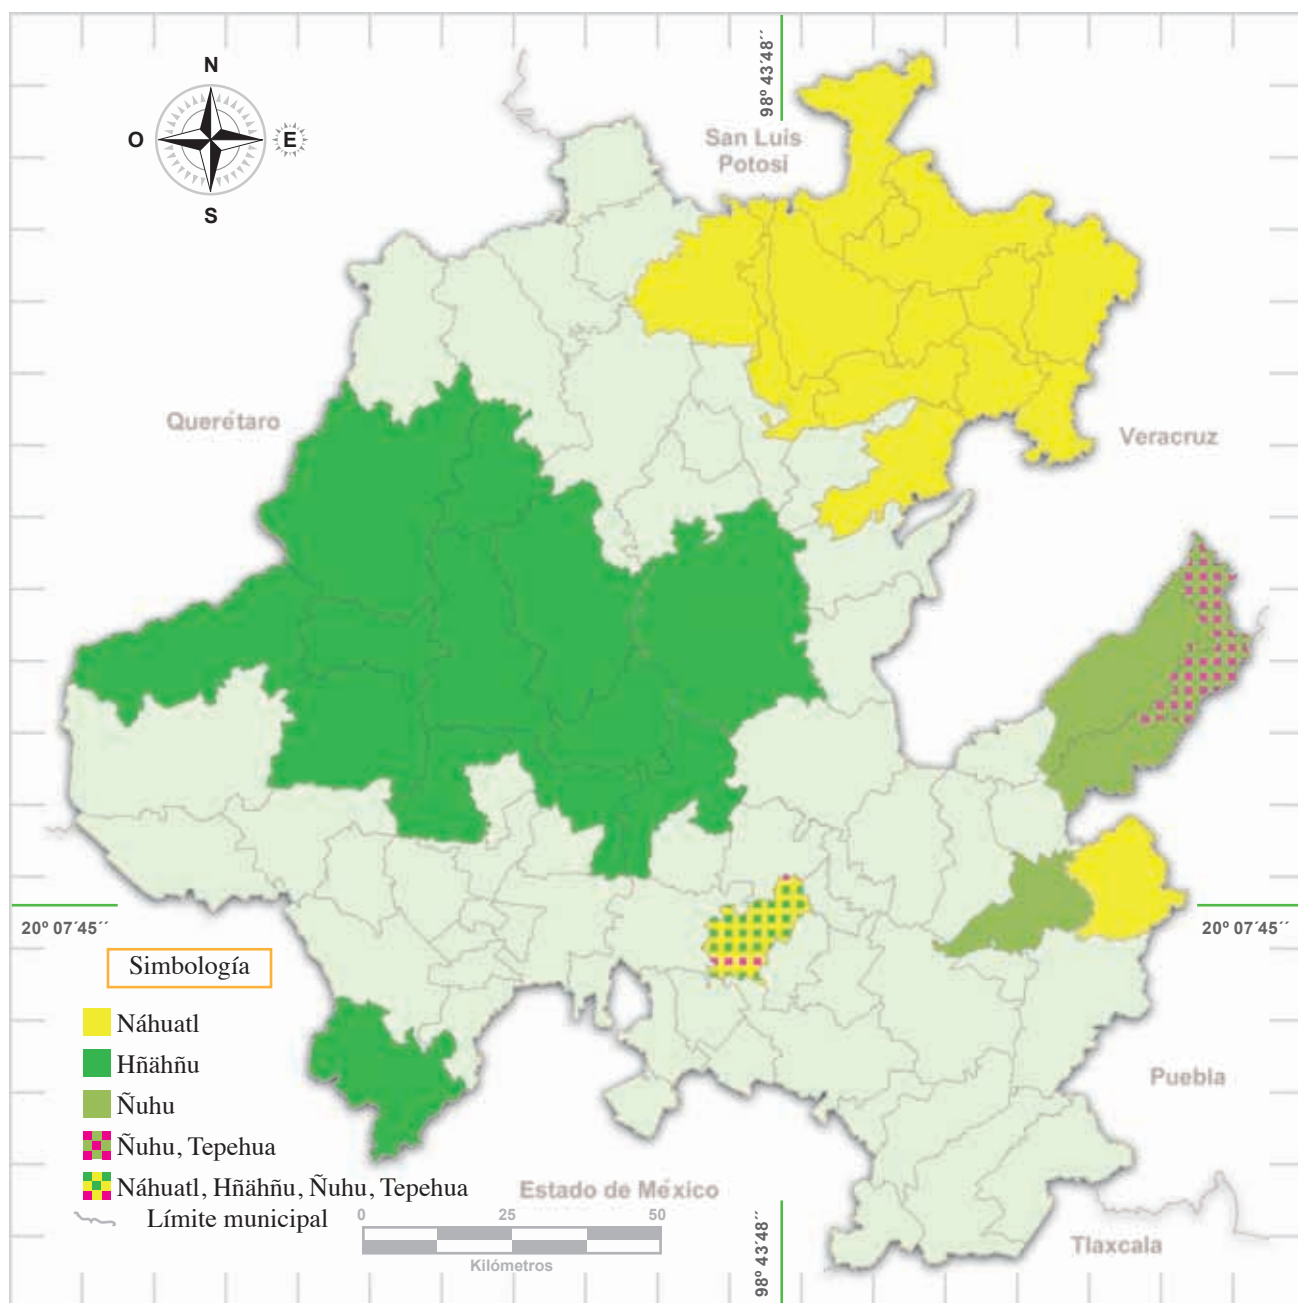 98° 43´48´´
N
O
E
S
San Luis
Potosí
Querétaro
Veracruz
20° 07´45´´
20° 07´45´´
Simbología
Náhuatl
Hñähñu
Ñuhu
Ñuhu, Tepehua
Náhuatl, Hñähñu, Ñuhu, Tepehua
Límite municipal
Puebla
Estado de México
Tlaxcala
0 25 50
Kilómetros
98° 43´48´´